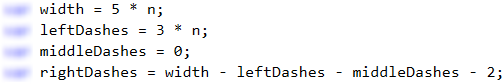 width = 5 * n;
leftDashes = 3 * n;
middleDashes = 0;
rightDashes = width - leftDashes - middleDashes - 2;